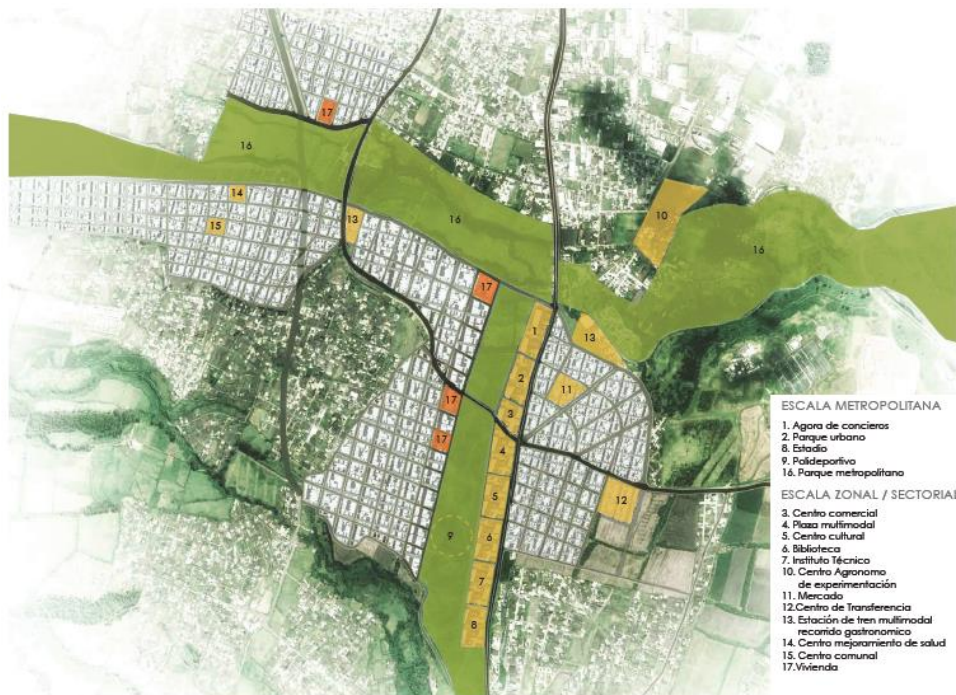 17
16
14
13
15
16
10
16
17
1
13
2
11
17
3
17
4
5
12
9
6
7
8
ESCALA METROPOLITANA
1. Agora de concieros
2. Parque urbano
8. Estadio
9. Polideportivo
16. Parque metropolitano
ESCALA ZONAL / SECTORIAL
3. Centro comercial
4. Plaza multimodal
5. Centro cultural
6. Biblioteca
7. Instituto Técnico
10. Centro Agronomo
de experimentación
11. Mercado
12.Centro de Transferencia
13. Estación de tren multimodal
recorrido gastronomico
14. Centro mejoramiento de salud
15. Centro comunal
17.Vivienda